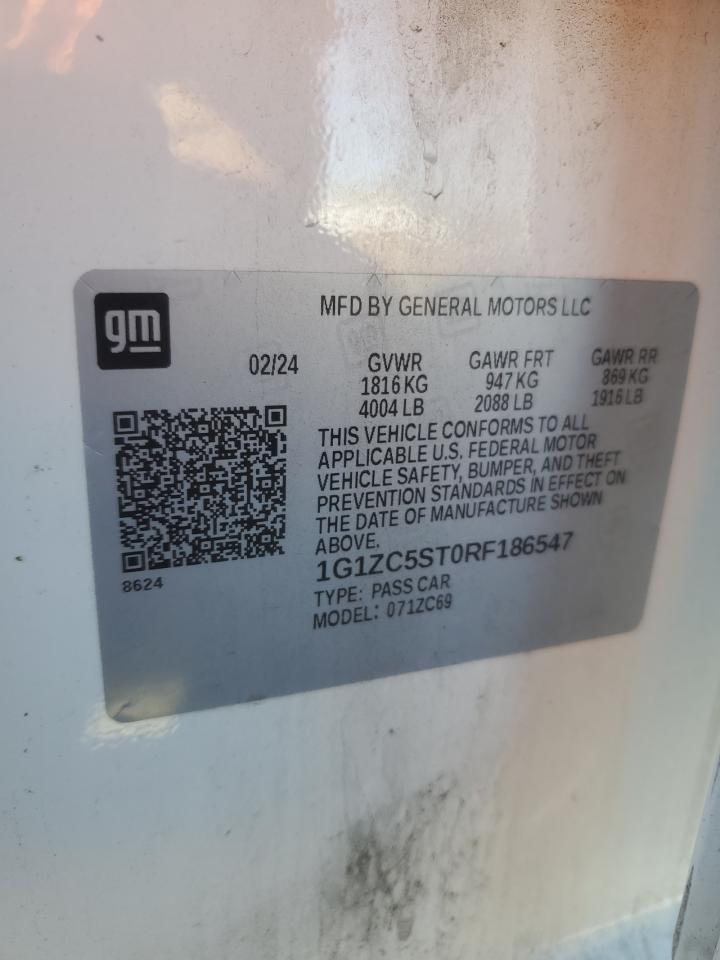 gm
MFD BY GENERAL MOTORS LLC
02/24 GVWR GAWR FRT GAWR RR
1816 KG 947 KG 869 KG
4004 LB 2088 LB 1916 LB
THIS VEHICLE CONFORMS TO ALL
APPLICABLE U.S. FEDERAL MOTOR
VEHICLE SAFETY, BUMPER, AND THEFT
PREVENTION STANDARDS IN EFFECT ON
THE DATE OF MANUFACTURE SHOWN
ABOVE.
1G1ZC5ST0RF186547
TYPE: PASS CAR
MODEL: 071ZC69
8624